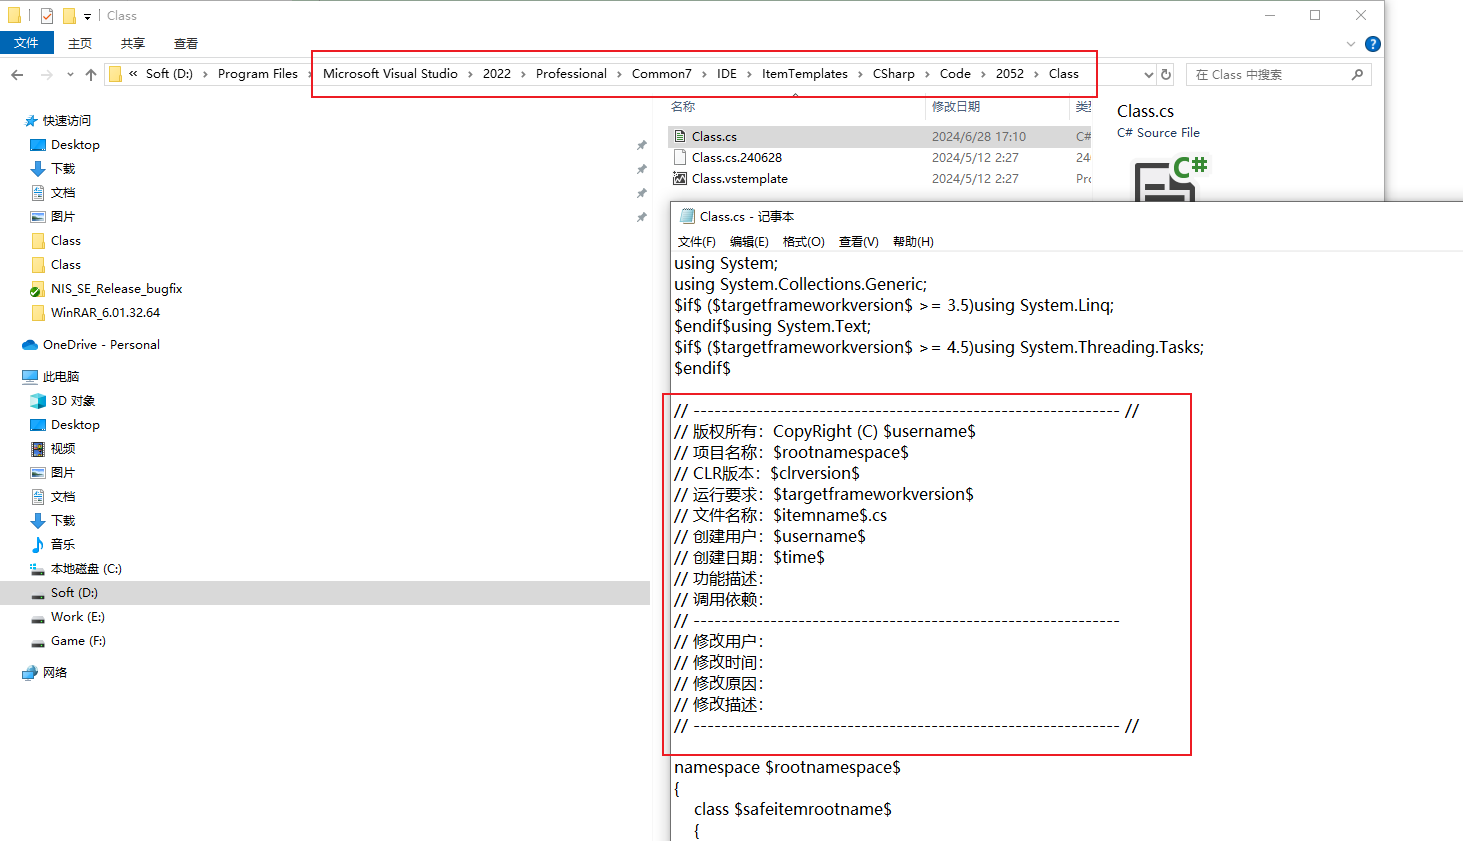 Class
文件 主页 共享 查看
« Soft (D:) › Program Files › Microsoft Visual Studio › 2022 › Professional › Common7 › IDE › ItemTemplates › CSharp › Code › 2052 › Class
在 Class 中搜索
快速访问
Desktop
下载
文档
图片
Class
Class
NIS_SE_Release_bugfix
WinRAR_6.01.32.64
OneDrive - Personal
此电脑
3D 对象
Desktop
视频
图片
文档
下载
音乐
本地磁盘 (C:)
Soft (D:)
Work (E:)
Game (F:)
网络
名称 修改日期
Class.cs 2024/6/28 17:10 C#
Class.cs.240628 2024/5/12 2:27 24
Class.vstemplate 2024/5/12 2:27 Pro
Class.cs
C# Source File
C#
Class.cs - 记事本
文件(F) 编辑(E) 格式(O) 查看(V) 帮助(H)
using System;
using System.Collections.Generic;
$if$ ($targetframeworkversion$ >= 3.5)using System.Linq;
$endif$using System.Text;
$if$ ($targetframeworkversion$ >= 4.5)using System.Threading.Tasks;
$endif$
// ------------------------------------------------------------- //
// 版权所有：CopyRight (C) $username$
// 项目名称：$rootnamespace$
// CLR版本：$clrversion$
// 运行要求：$targetframeworkversion$
// 文件名称：$itemname$.cs
// 创建用户：$username$
// 创建日期：$time$
// 功能描述：
// 调用依赖：
// -------------------------------------------------------------
// 修改用户：
// 修改时间：
// 修改原因：
// 修改描述：
// ------------------------------------------------------------- //
namespace $rootnamespace$
{
class $safeitemrootname$
{